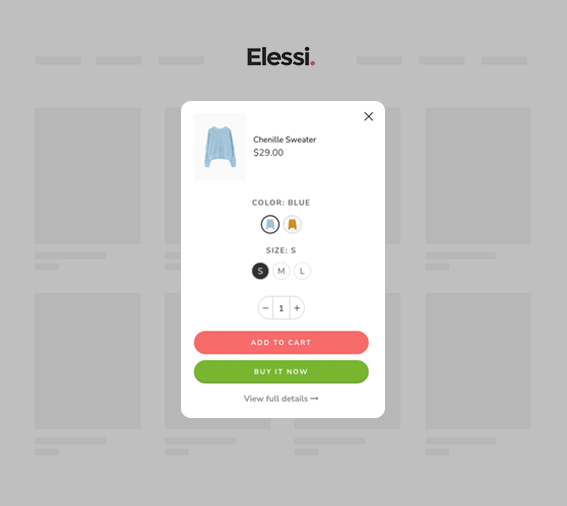 Elessi.
Chenille Sweater
$29.00
COLOR: BLUE
SIZE: S
S M L
− 1 +
ADD TO CART
BUY IT NOW
View full details →